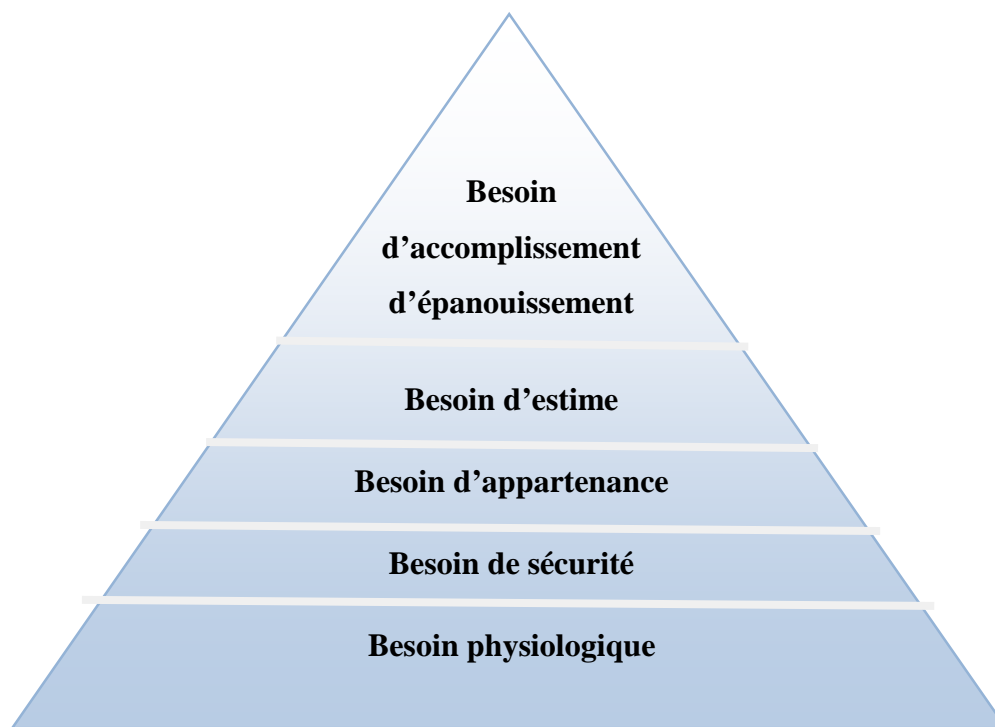 Besoin
d’accomplissement
d’épanouissement
Besoin d’estime
Besoin d’appartenance
Besoin de sécurité
Besoin physiologique